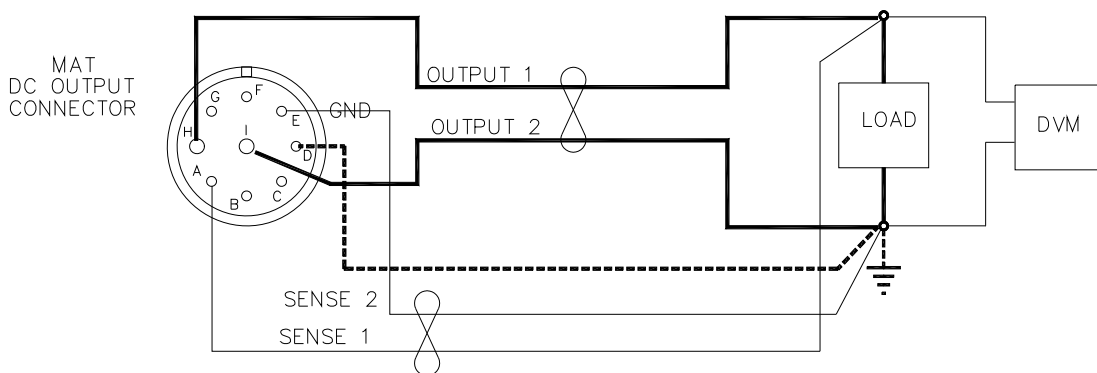 MAT
DC OUTPUT
CONNECTOR
OUTPUT 1
GND
OUTPUT 2
F
G
E
H
I
D
A
B
C
LOAD
DVM
SENSE 2
SENSE 1